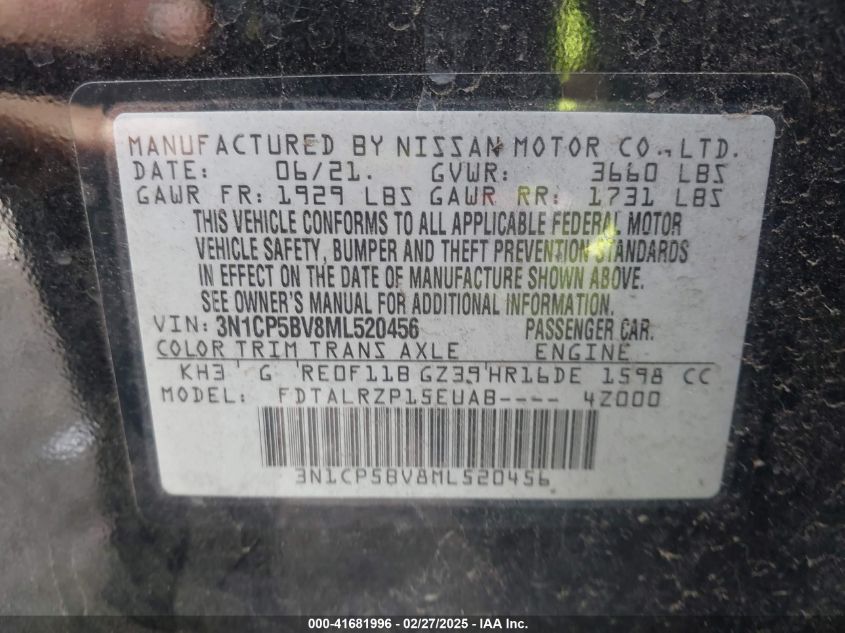 MANUFACTURED BY NISSAN MOTOR CO., LTD.
DATE: 06/21. GVWR: 3660 LBS
GAWR FR: 1929 LBS GAWR RR: 1731 LBS
THIS VEHICLE CONFORMS TO ALL APPLICABLE FEDERAL MOTOR
VEHICLE SAFETY, BUMPER AND THEFT PREVENTION STANDARDS
IN EFFECT ON THE DATE OF MANUFACTURE SHOWN ABOVE.
SEE OWNER'S MANUAL FOR ADDITIONAL INFORMATION.
VIN: 3N1CP5BV8ML520456 PASSENGER CAR.
COLOR TRIM TRANS AXLE ENGINE
KH3 G RE0F11B GZ39 HR16DE 1598 CC
MODEL: FDTALRZP15EUAB---- 4Z000
3N1CP5BV8ML520456
000-41681996 - 02/27/2025 - IAA Inc.